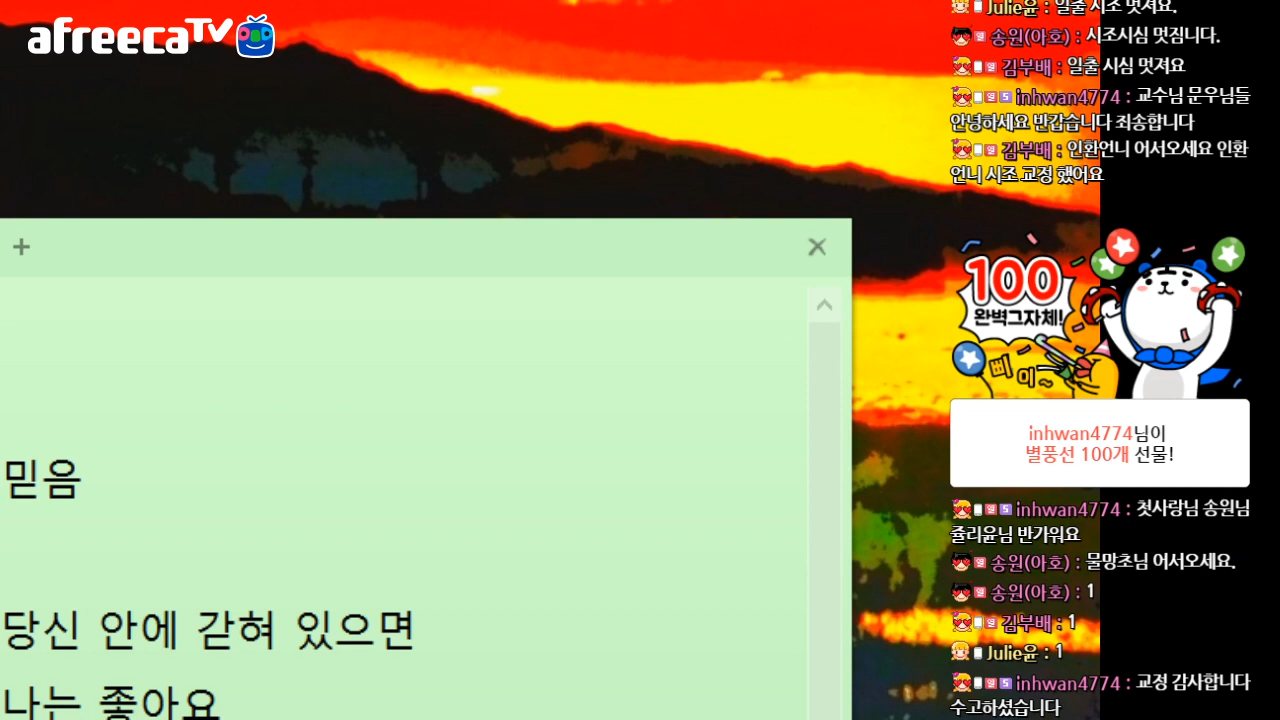 afreecaTV
믿음
당신 안에 갇혀 있으면
나는 좋아요
Julie윤 : 일출 시조 멋져요.
송원(아호) : 시조시심 멋짐니다.
김부배 : 일출 시심 멋져요
inhwan4774 : 교수님 문우님들
안녕하세요 반갑습니다 죄송합니다
김부배 : 인환언니 어서오세요 인환
언니 시조 교정 했어요
100
완벽그자체!
삐
이~
inhwan4774님이
별풍선 100개 선물!
inhwan4774 : 첫사랑님 송원님
쥴리윤님 반가워요
송원(아호) : 물망초님 어서오세요.
송원(아호) : 1
김부배 : 1
Julie윤 : 1
inhwan4774 : 교정 감사합니다
수고하셨습니다